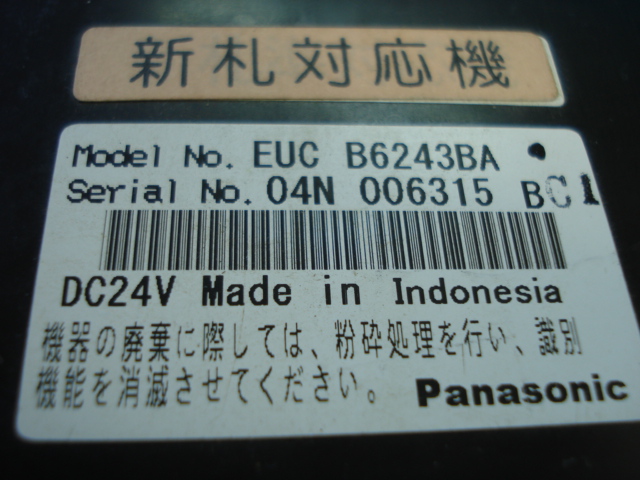 新札対応機
Model No. EUC B6243BA
Serial No. 04N 006315 BC1
DC24V Made in Indonesia
機器の廃棄に際しては、粉砕処理を行い、識別
機能を消滅させてください。 Panasonic